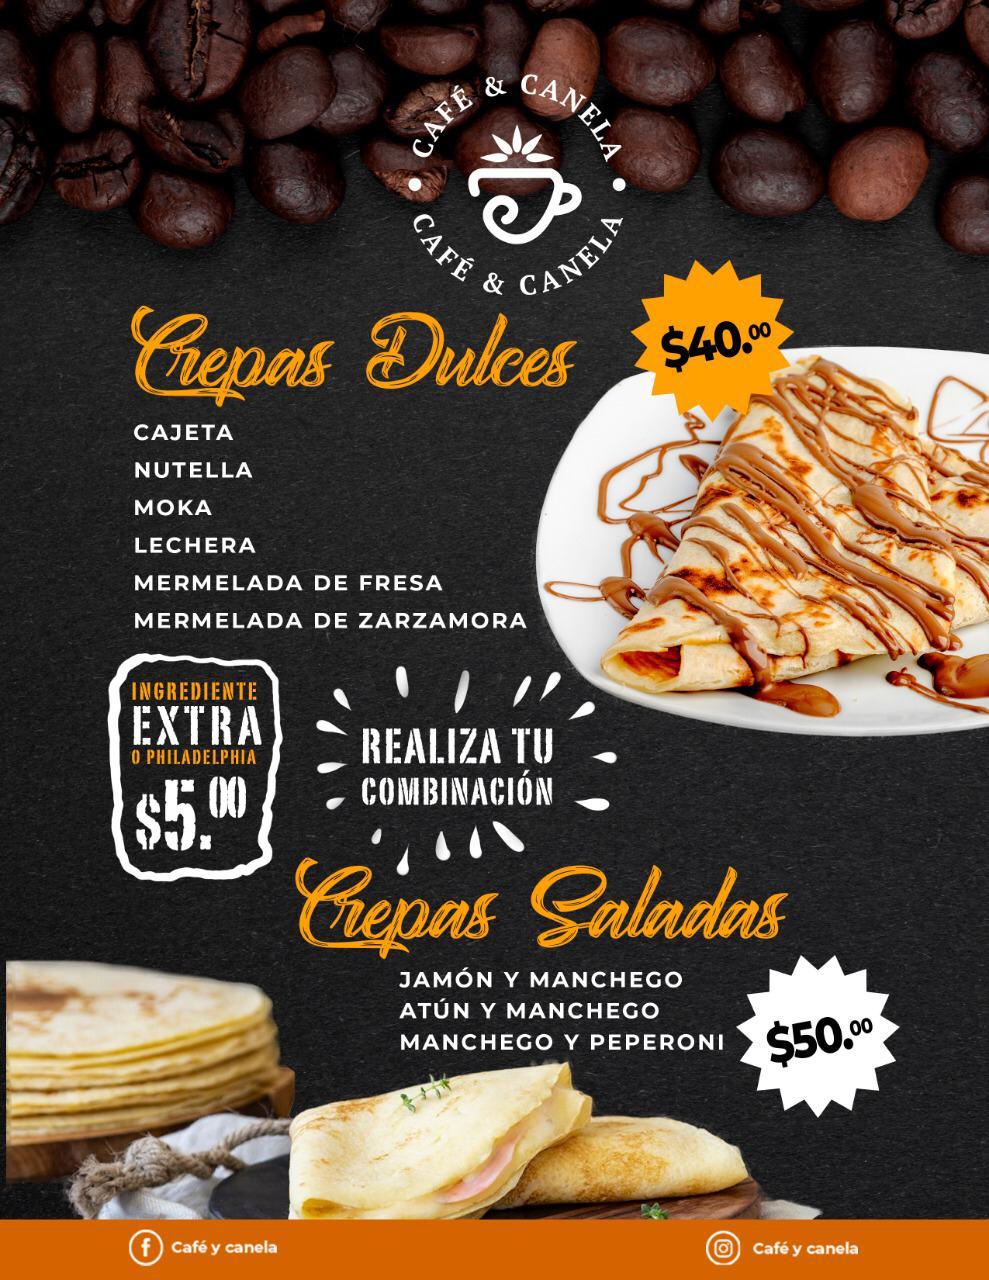 CAFÉ & CANELA
CAFÉ & CANELA
Crepas Dulces
$40.00
CAJETA
NUTELLA
MOKA
LECHERA
MERMELADA DE FRESA
MERMELADA DE ZARZAMORA
INGREDIENTE
EXTRA
O PHILADELPHIA
$5.00
REALIZA TU
COMBINACIÓN
Crepas Saladas
JAMÓN Y MANCHEGO
ATÚN Y MANCHEGO
MANCHEGO Y PEPERONI
$50.00
Café y canela
Café y canela